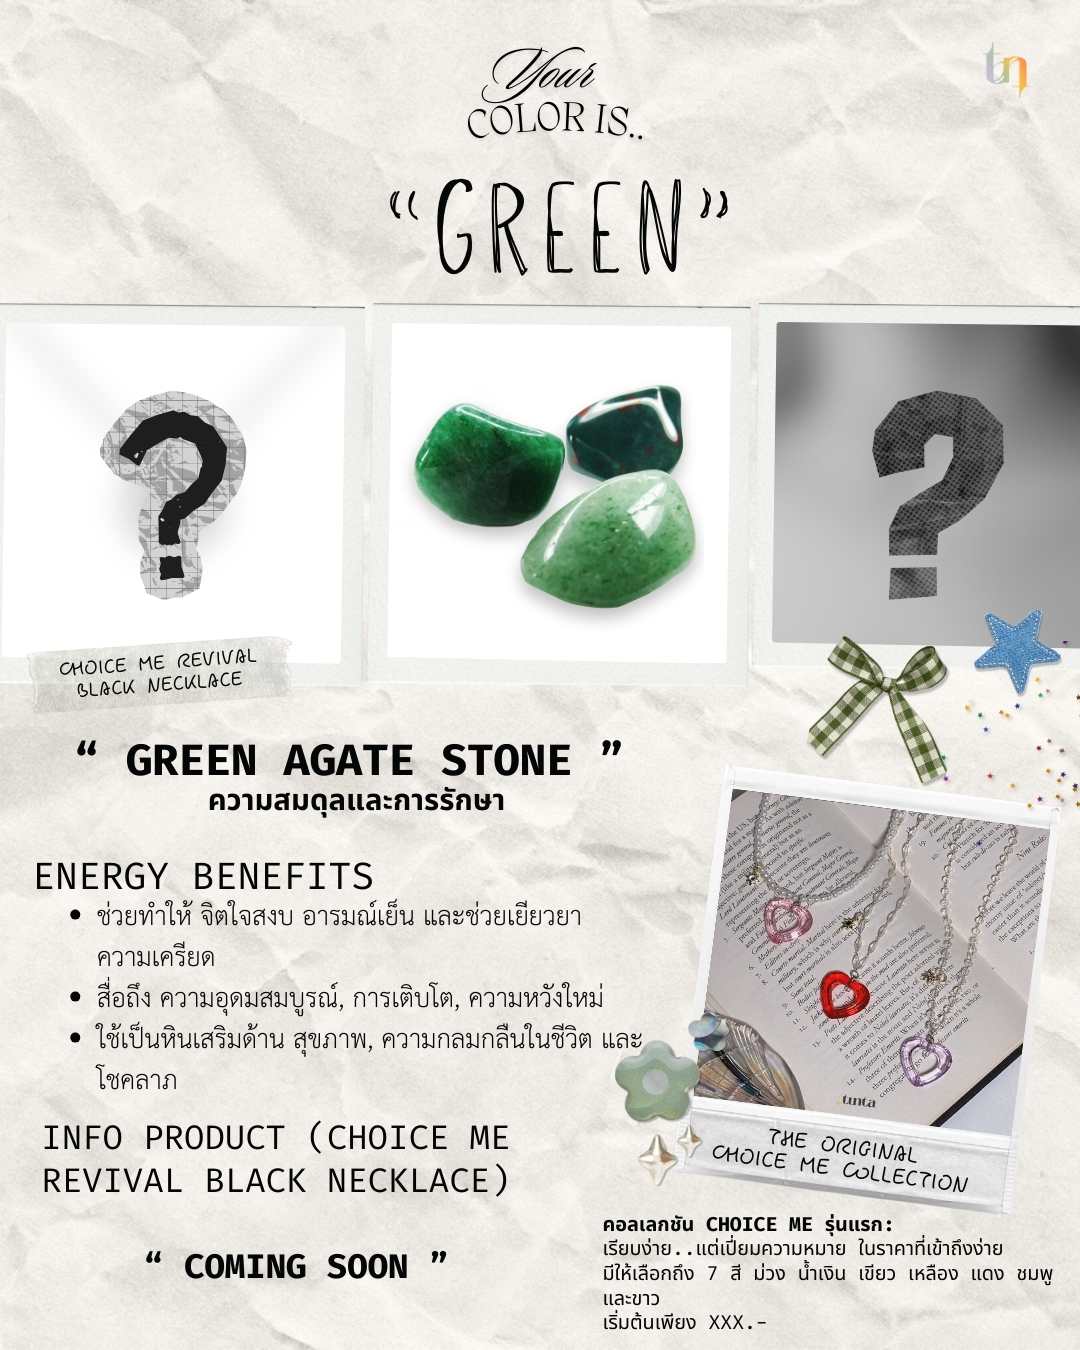 Your
COLOR IS..
tn
"GREEN"
CHOICE ME REVIVAL
BLACK NECKLACE
“ GREEN AGATE STONE ”
ความสมดุลและการรักษา
ENERGY BENEFITS
• ช่วยทำให้ จิตใจสงบ อารมณ์เย็น และช่วยเยียวยา
ความเครียด
• สื่อถึง ความอุดมสมบูรณ์, การเติบโต, ความหวังใหม่
• ใช้เป็นหินเสริมด้าน สุขภาพ, ความกลมกลืนในชีวิต และ
โชคลาภ
INFO PRODUCT (CHOICE ME
REVIVAL BLACK NECKLACE)
“ COMING SOON ”
.tunta
THE ORIGINAL
CHOICE ME COLLECTION
คอลเลกชัน CHOICE ME รุ่นแรก:
เรียบง่าย..แต่เปี่ยมความหมาย ในราคาที่เข้าถึงง่าย
มีให้เลือกถึง 7 สี ม่วง น้ำเงิน เขียว เหลือง แดง ชมพู
และขาว
เริ่มต้นเพียง XXX.-